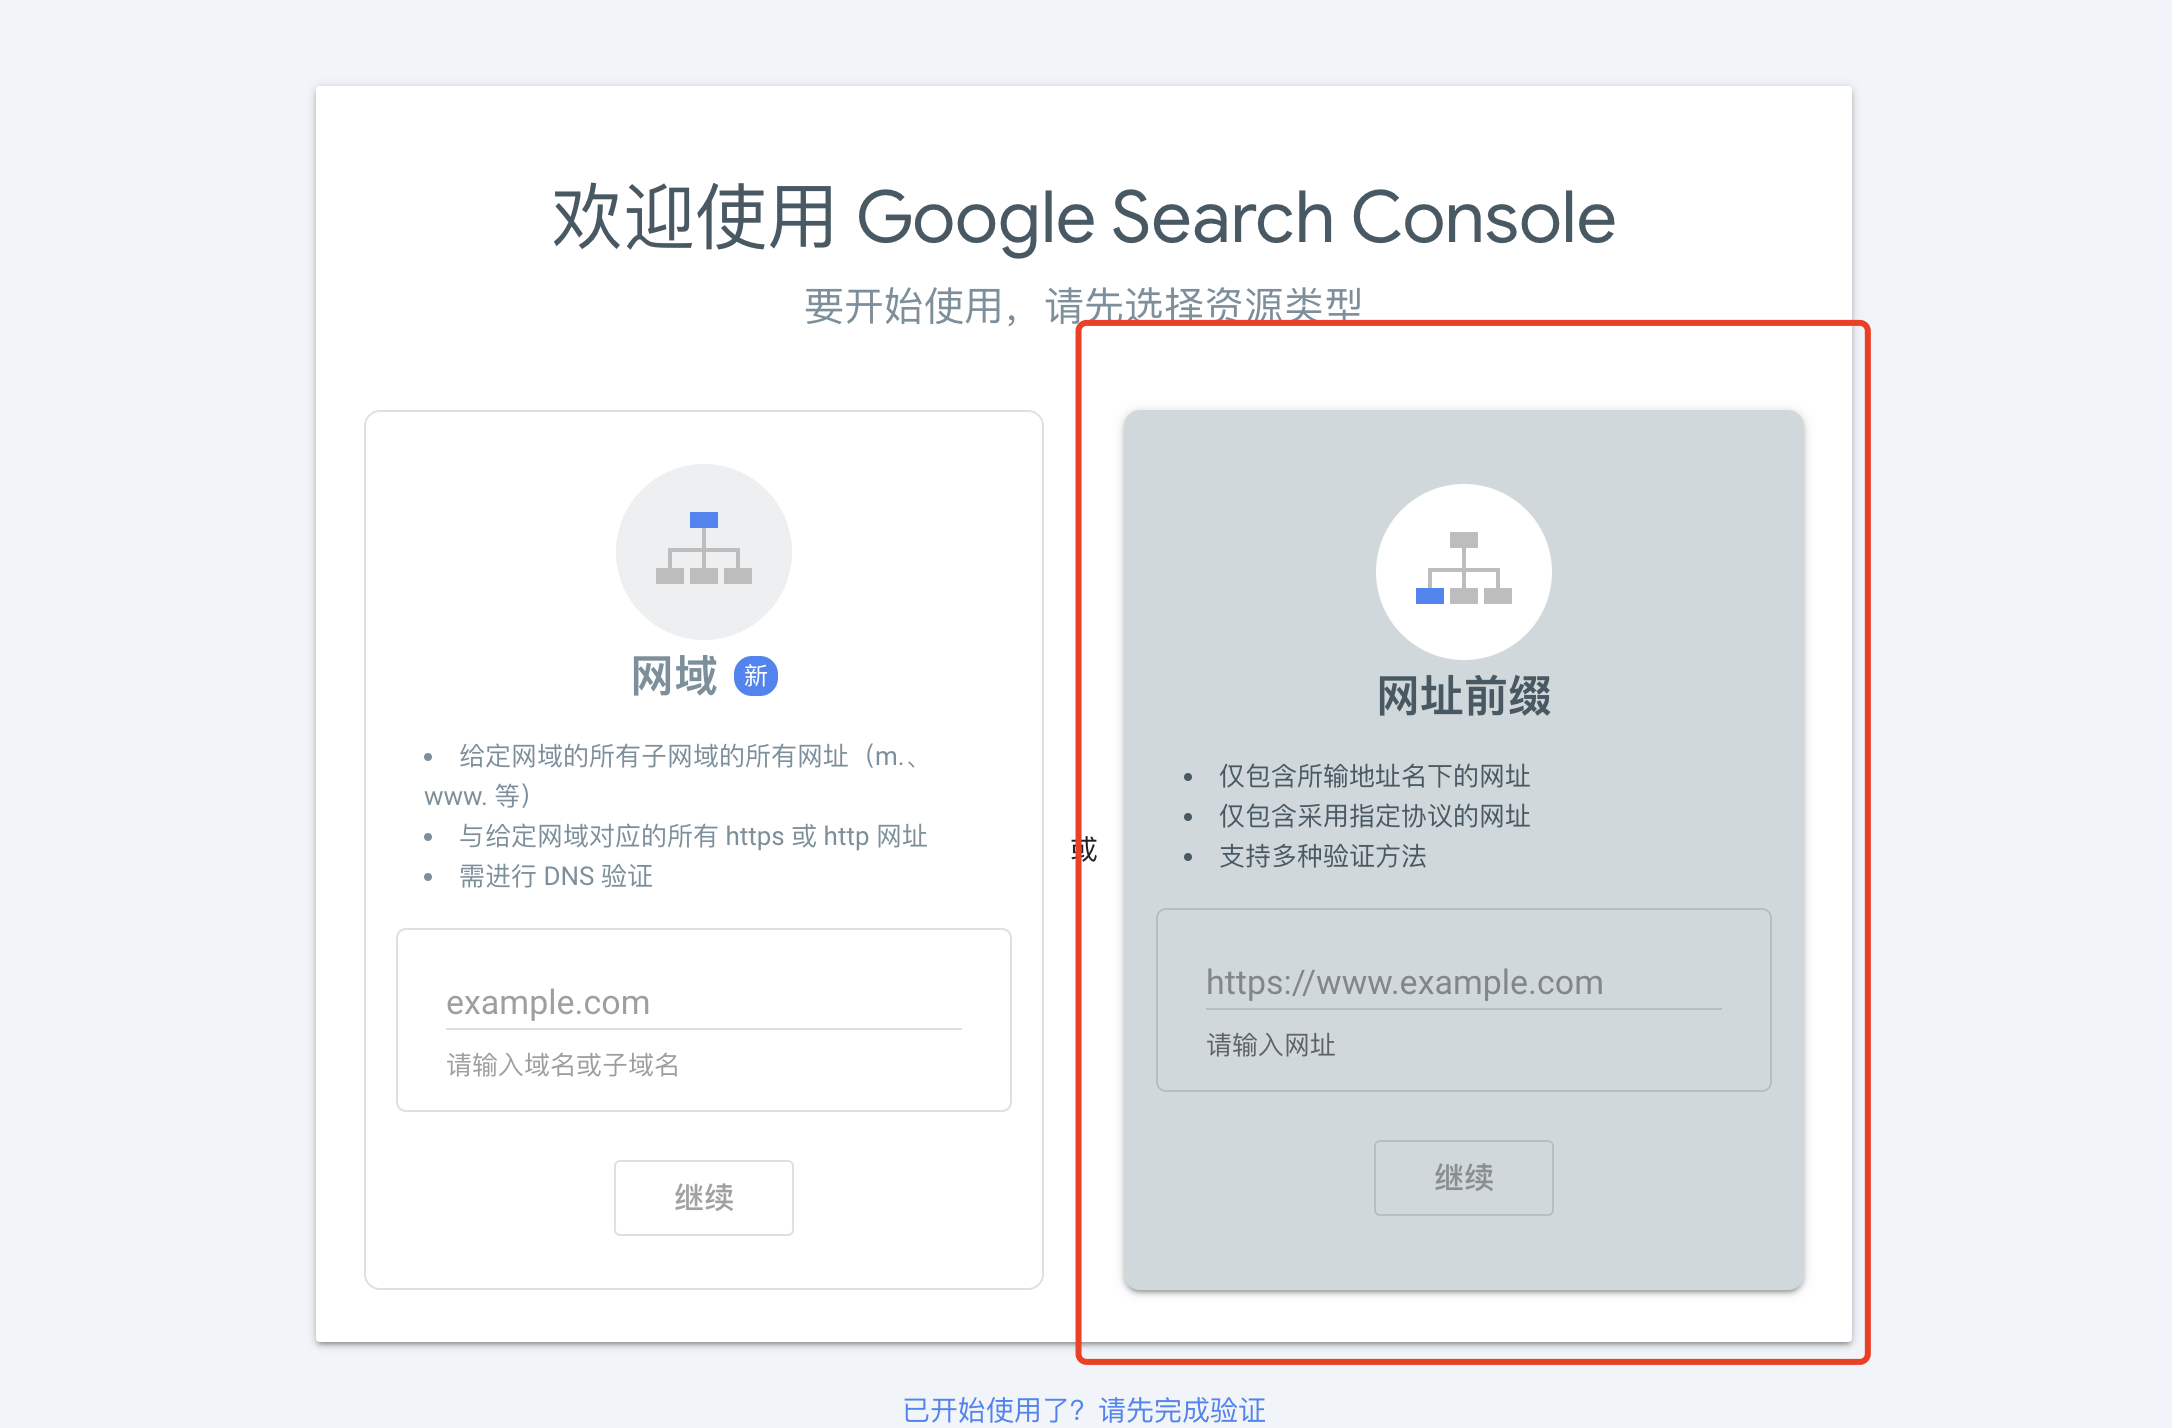 欢迎使用 Google Search Console
要开始使用，请先选择资源类型
网域 新
• 给定网域的所有子网域的所有网址（m.、
www. 等）
• 与给定网域对应的所有 https 或 http 网址
• 需进行 DNS 验证
example.com
请输入域名或子域名
继续
或
网址前缀
• 仅包含所输地址名下的网址
• 仅包含采用指定协议的网址
• 支持多种验证方法
https://www.example.com
请输入网址
继续
已开始使用了？请先完成验证